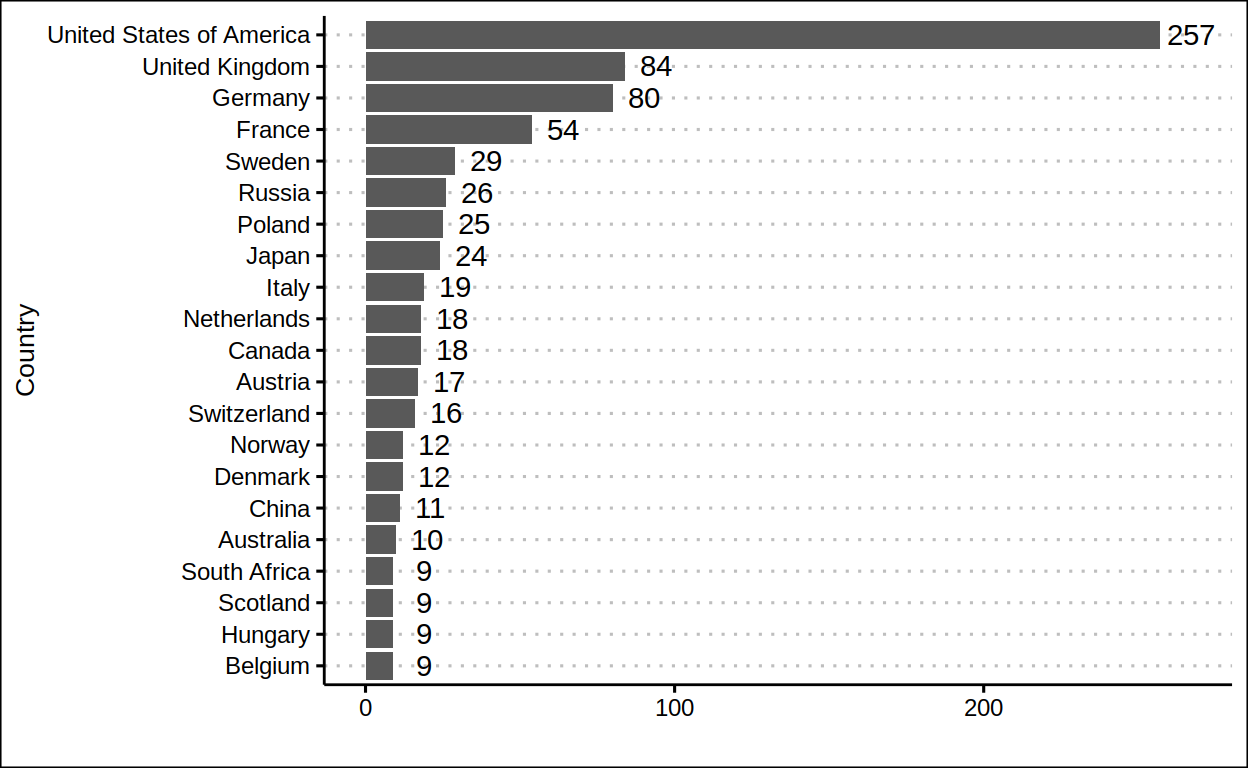 United States of America 257
United Kingdom 84
Germany 80
France 54
Sweden 29
Russia 26
Poland 25
Japan 24
Italy 19
Netherlands 18
Canada 18
Austria 17
Switzerland 16
Norway 12
Denmark 12
China 11
Australia 10
South Africa 9
Scotland 9
Hungary 9
Belgium 9
0 100 200
Country